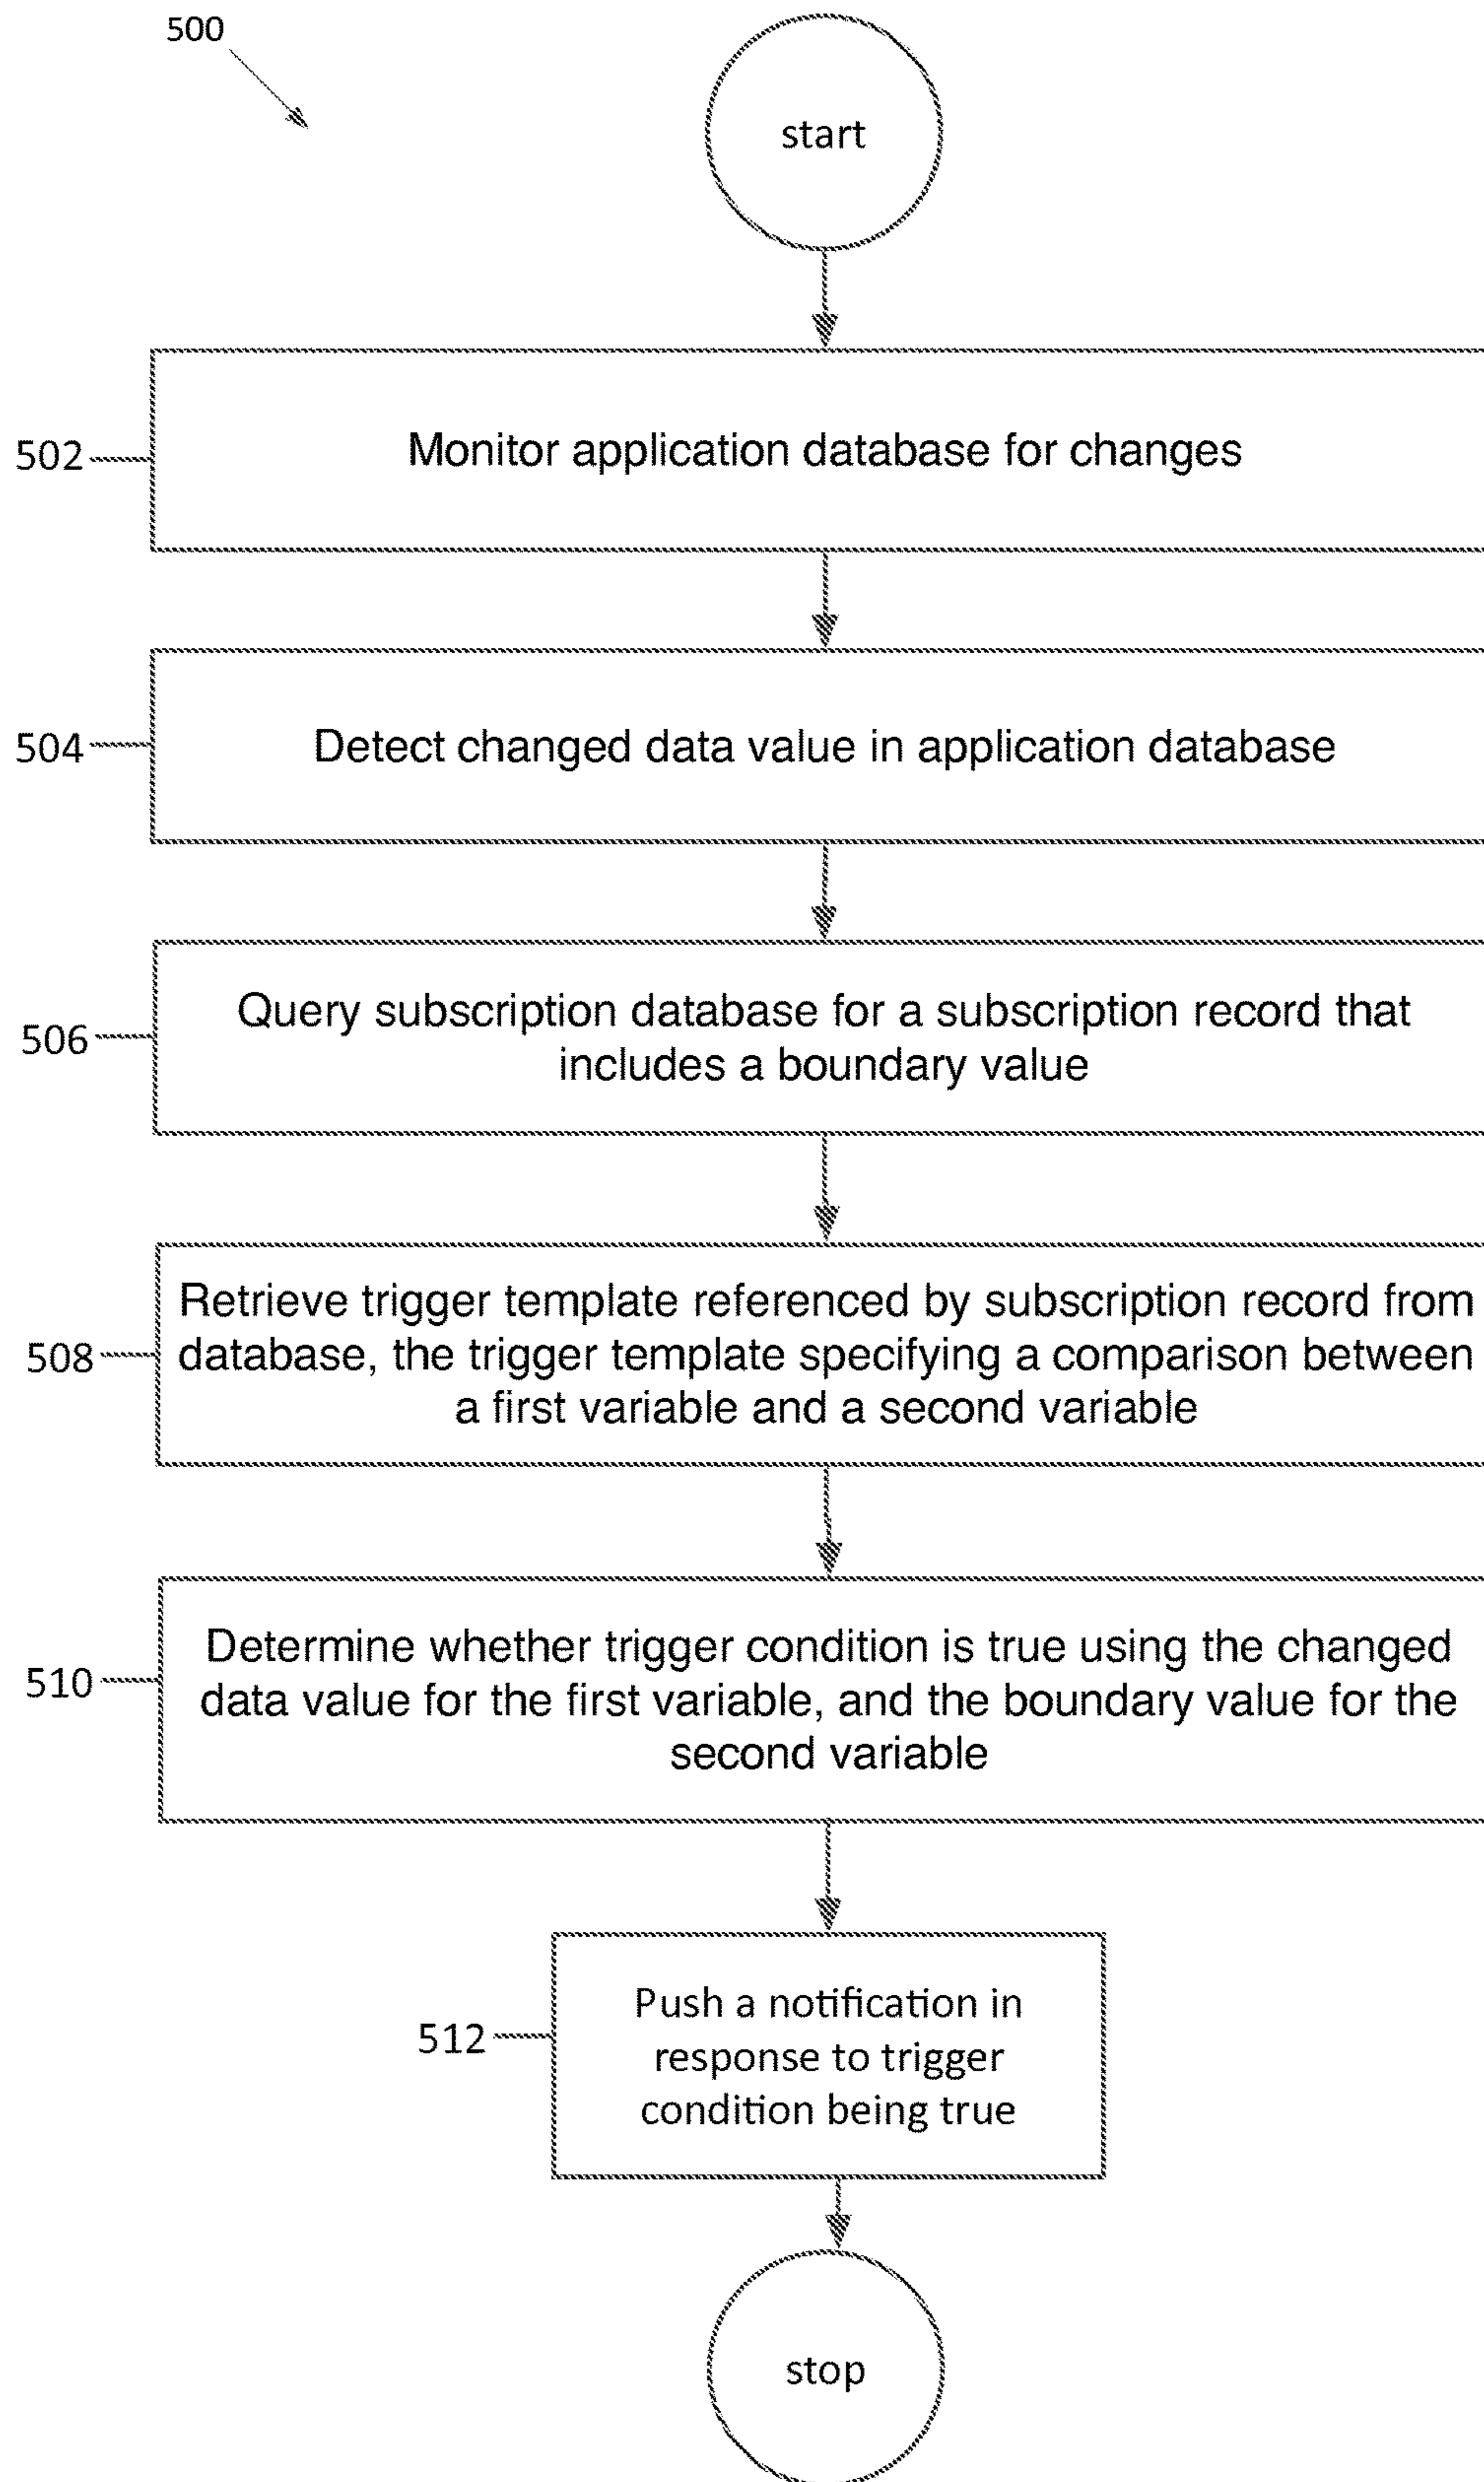 500
start
502
Monitor application database for changes
504
Detect changed data value in application database
506
Query subscription database for a subscription record that
includes a boundary value
508
Retrieve trigger template referenced by subscription record from
database, the trigger template specifying a comparison between
a first variable and a second variable
510
Determine whether trigger condition is true using the changed
data value for the first variable, and the boundary value for the
second variable
512
Push a notification in
response to trigger
condition being true
stop